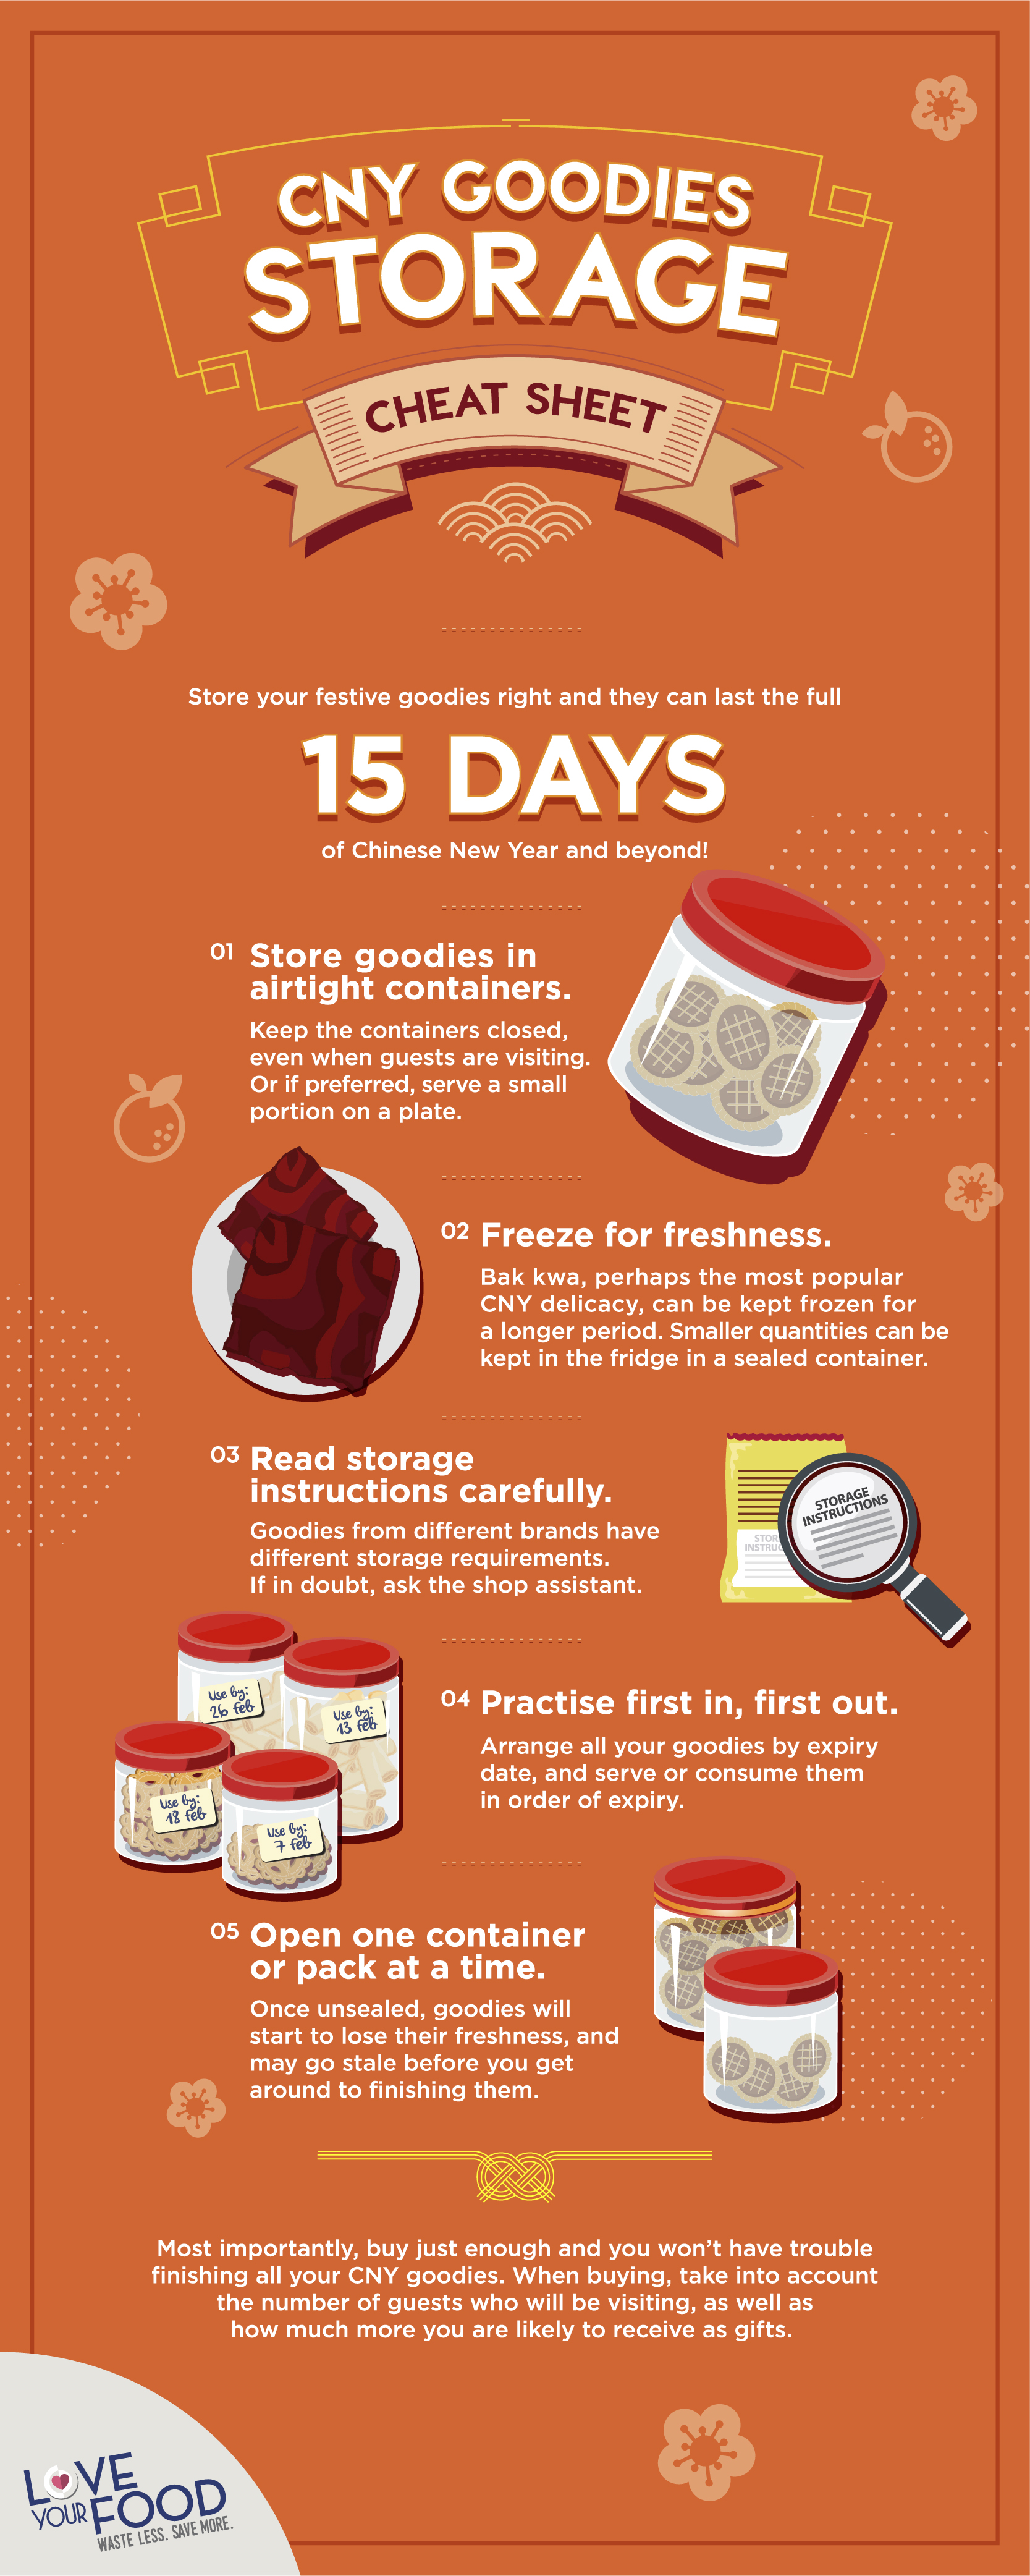 CNY GOODIES
STORAGE
CHEAT SHEET
Store your festive goodies right and they can last the full
15 DAYS
of Chinese New Year and beyond!
01 Store goodies in
airtight containers.
Keep the containers closed,
even when guests are visiting.
Or if preferred, serve a small
portion on a plate.
02 Freeze for freshness.
Bak kwa, perhaps the most popular
CNY delicacy, can be kept frozen for
a longer period. Smaller quantities can be
kept in the fridge in a sealed container.
03 Read storage
instructions carefully.
Goodies from different brands have
different storage requirements.
If in doubt, ask the shop assistant.
STORAGE
INSTRUCTIONS
STOR
INSTRUC
Use by:
26 feb
Use by:
13 feb
Use by:
18 feb
Use by:
7 feb
04 Practise first in, first out.
Arrange all your goodies by expiry
date, and serve or consume them
in order of expiry.
05 Open one container
or pack at a time.
Once unsealed, goodies will
start to lose their freshness, and
may go stale before you get
around to finishing them.
Most importantly, buy just enough and you won't have trouble
finishing all your CNY goodies. When buying, take into account
the number of guests who will be visiting, as well as
how much more you are likely to receive as gifts.
LOVE
YOUR FOOD
WASTE LESS. SAVE MORE.